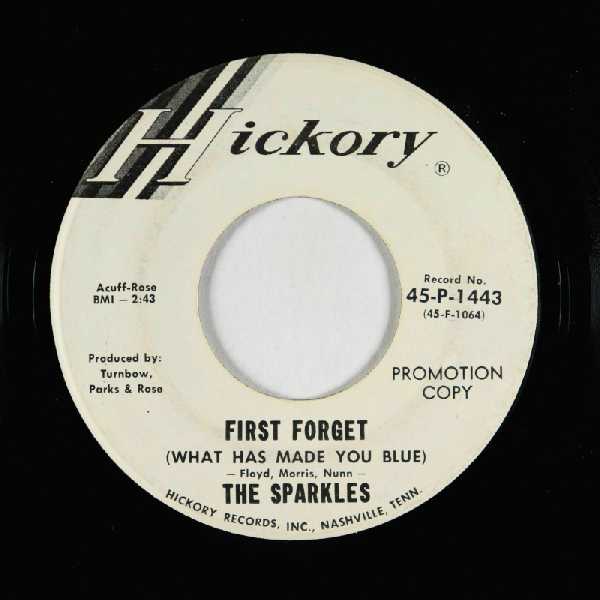 Hickory
®
Acuff-Rose
BMI – 2:43
Record No.
45-P-1443
(45-F-1064)
Produced by:
Turnbow,
Parks & Rose
PROMOTION
COPY
FIRST FORGET
(WHAT HAS MADE YOU BLUE)
– Floyd, Morris, Nunn –
THE SPARKLES
HICKORY RECORDS, INC., NASHVILLE, TENN.